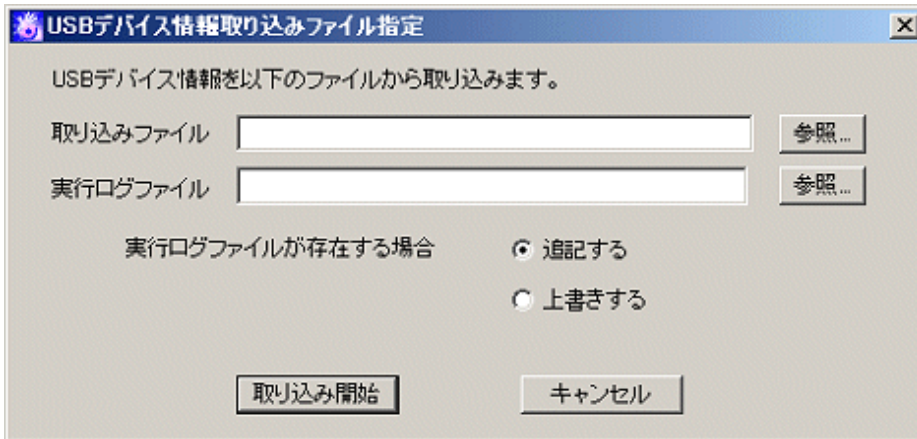 USBデバイス情報取り込みファイル指定
USBデバイス情報を以下のファイルから取り込みます。
取り込みファイル 参照...
実行ログファイル 参照...
実行ログファイルが存在する場合 追記する
上書きする
取り込み開始 キャンセル